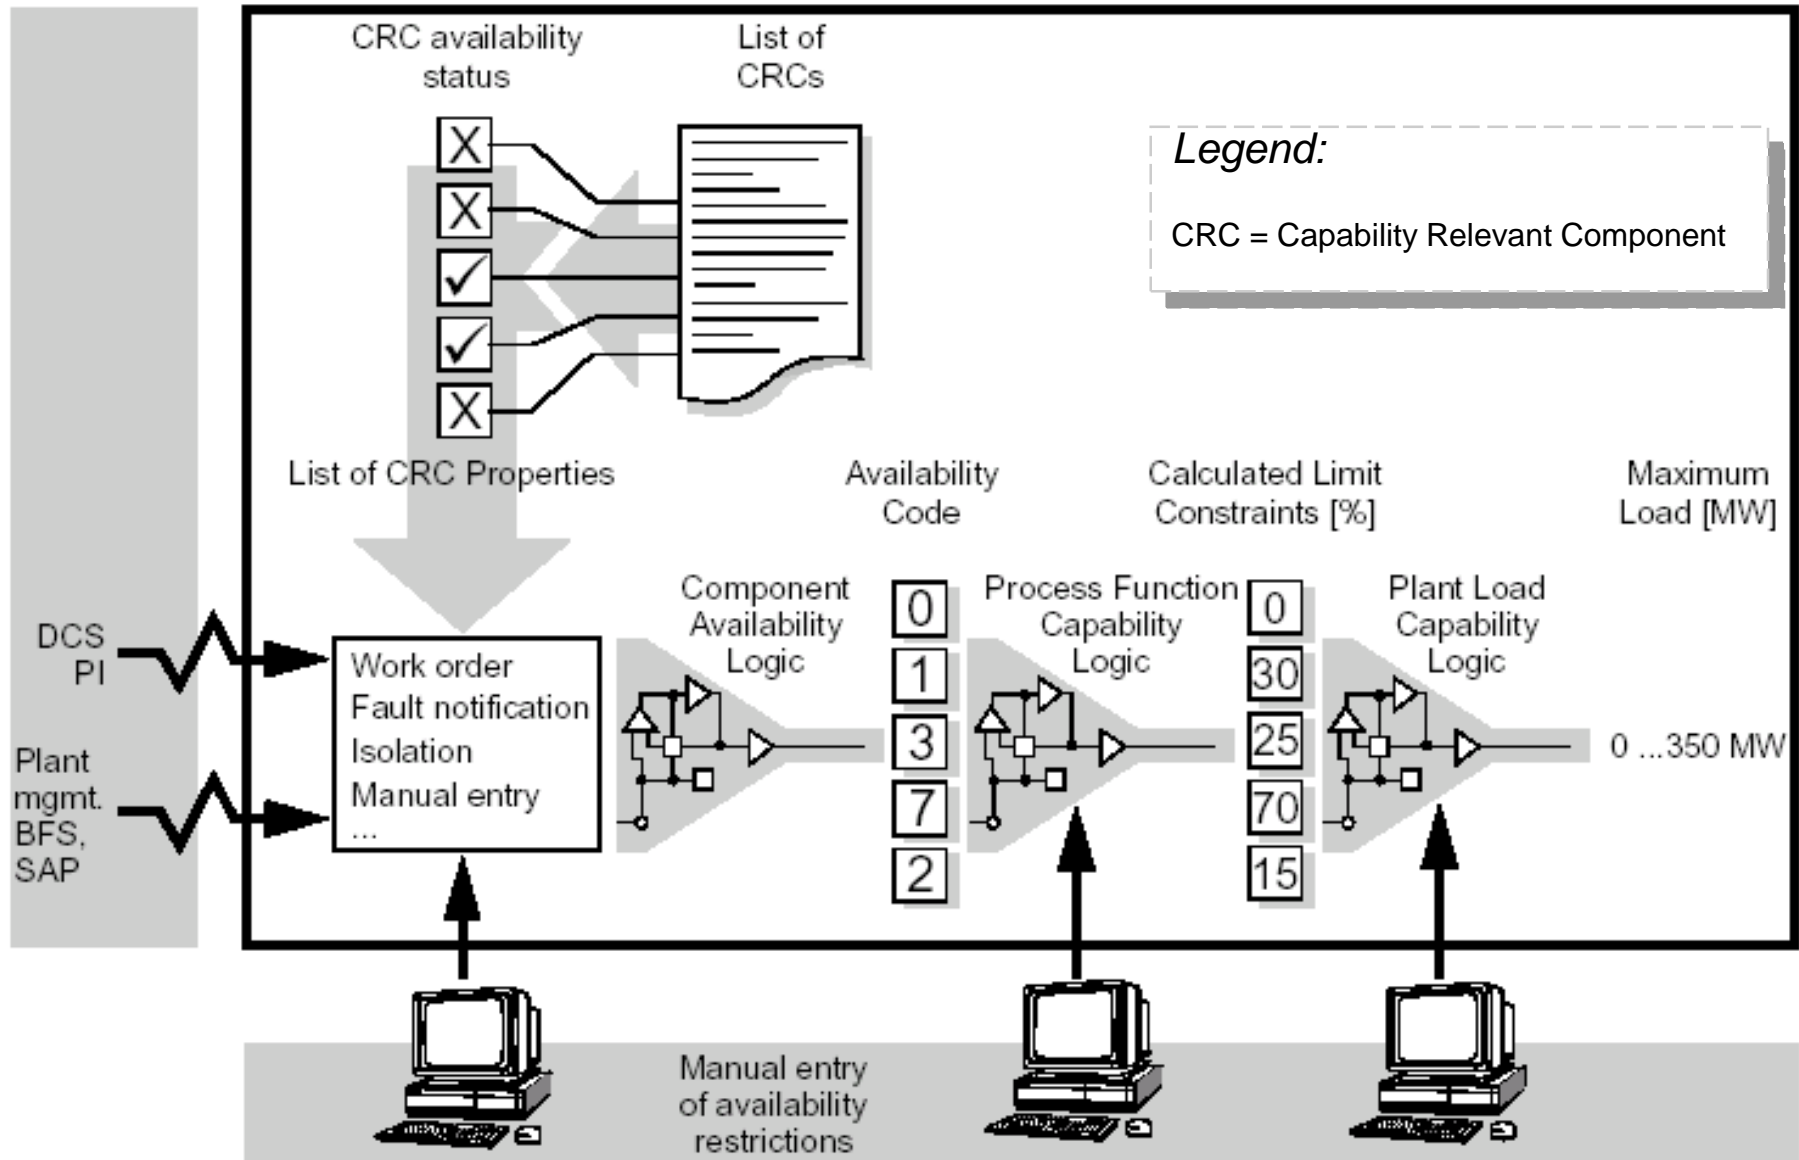 CRC availability
status
List of
CRCs
X
X
X
Legend:
CRC = Capability Relevant Component
List of CRC Properties
Availability
Code
Calculated Limit
Constraints [%]
Maximum
Load [MW]
DCS
PI
Plant
mgmt.
BFS,
SAP
Work order
Fault notification
Isolation
Manual entry
...
Component
Availability
Logic
0
1
3
7
2
Process Function
Capability
Logic
0
30
25
70
15
Plant Load
Capability
Logic
0 ...350 MW
Manual entry
of availability
restrictions